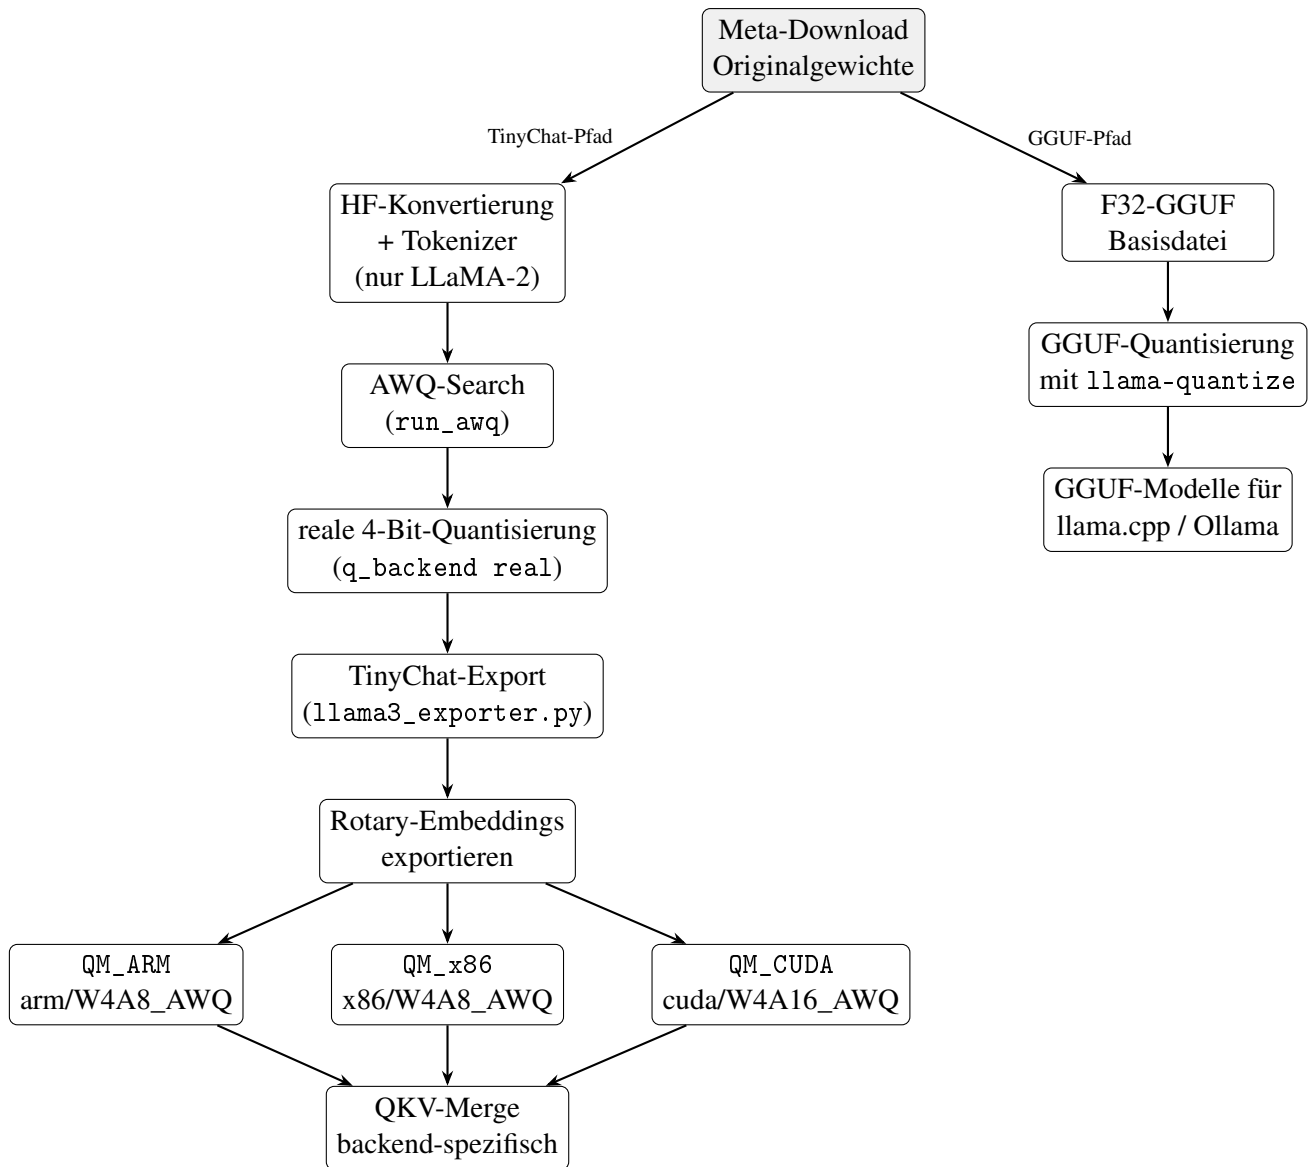 Meta-Download
Originalgewichte
TinyChat-Pfad
GGUF-Pfad
HF-Konvertierung
+ Tokenizer
(nur LLaMA-2)
F32-GGUF
Basisdatei
AWQ-Search
(run_awq)
GGUF-Quantisierung
mit llama-quantize
reale 4-Bit-Quantisierung
(q_backend real)
GGUF-Modelle für
llama.cpp / Ollama
TinyChat-Export
(llama3_exporter.py)
Rotary-Embeddings
exportieren
QM_ARM
arm/W4A8_AWQ
QM_x86
x86/W4A8_AWQ
QM_CUDA
cuda/W4A16_AWQ
QKV-Merge
backend-spezifisch